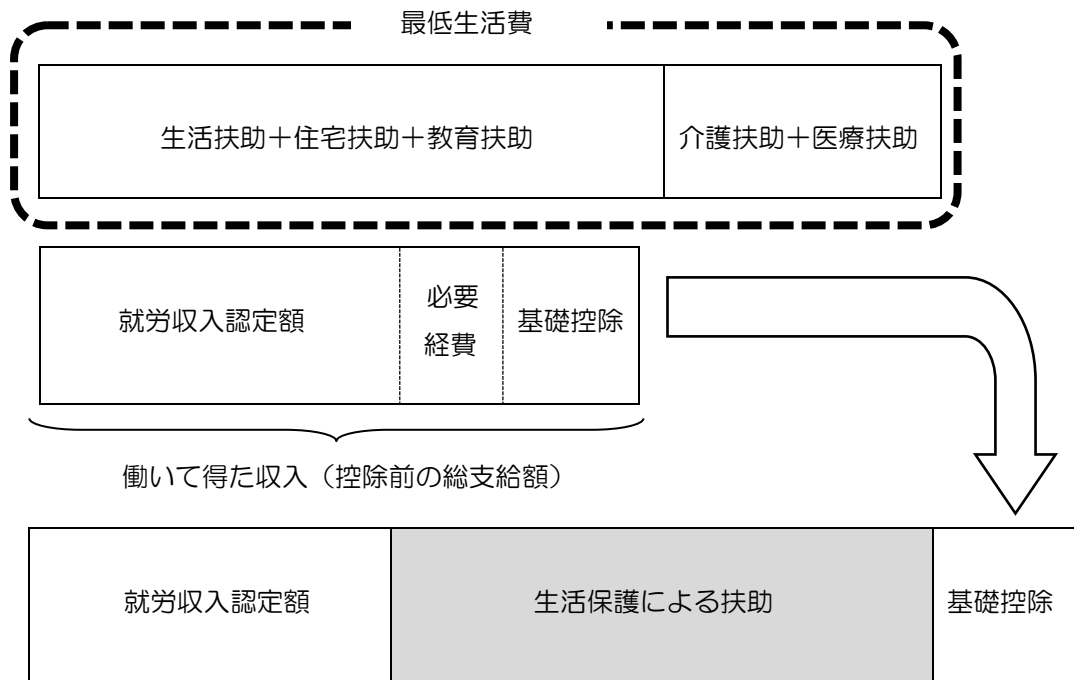 最低生活費
生活扶助＋住宅扶助＋教育扶助
介護扶助＋医療扶助
就労収入認定額
必要
経費
基礎控除
働いて得た収入（控除前の総支給額）
就労収入認定額
生活保護による扶助
基礎控除